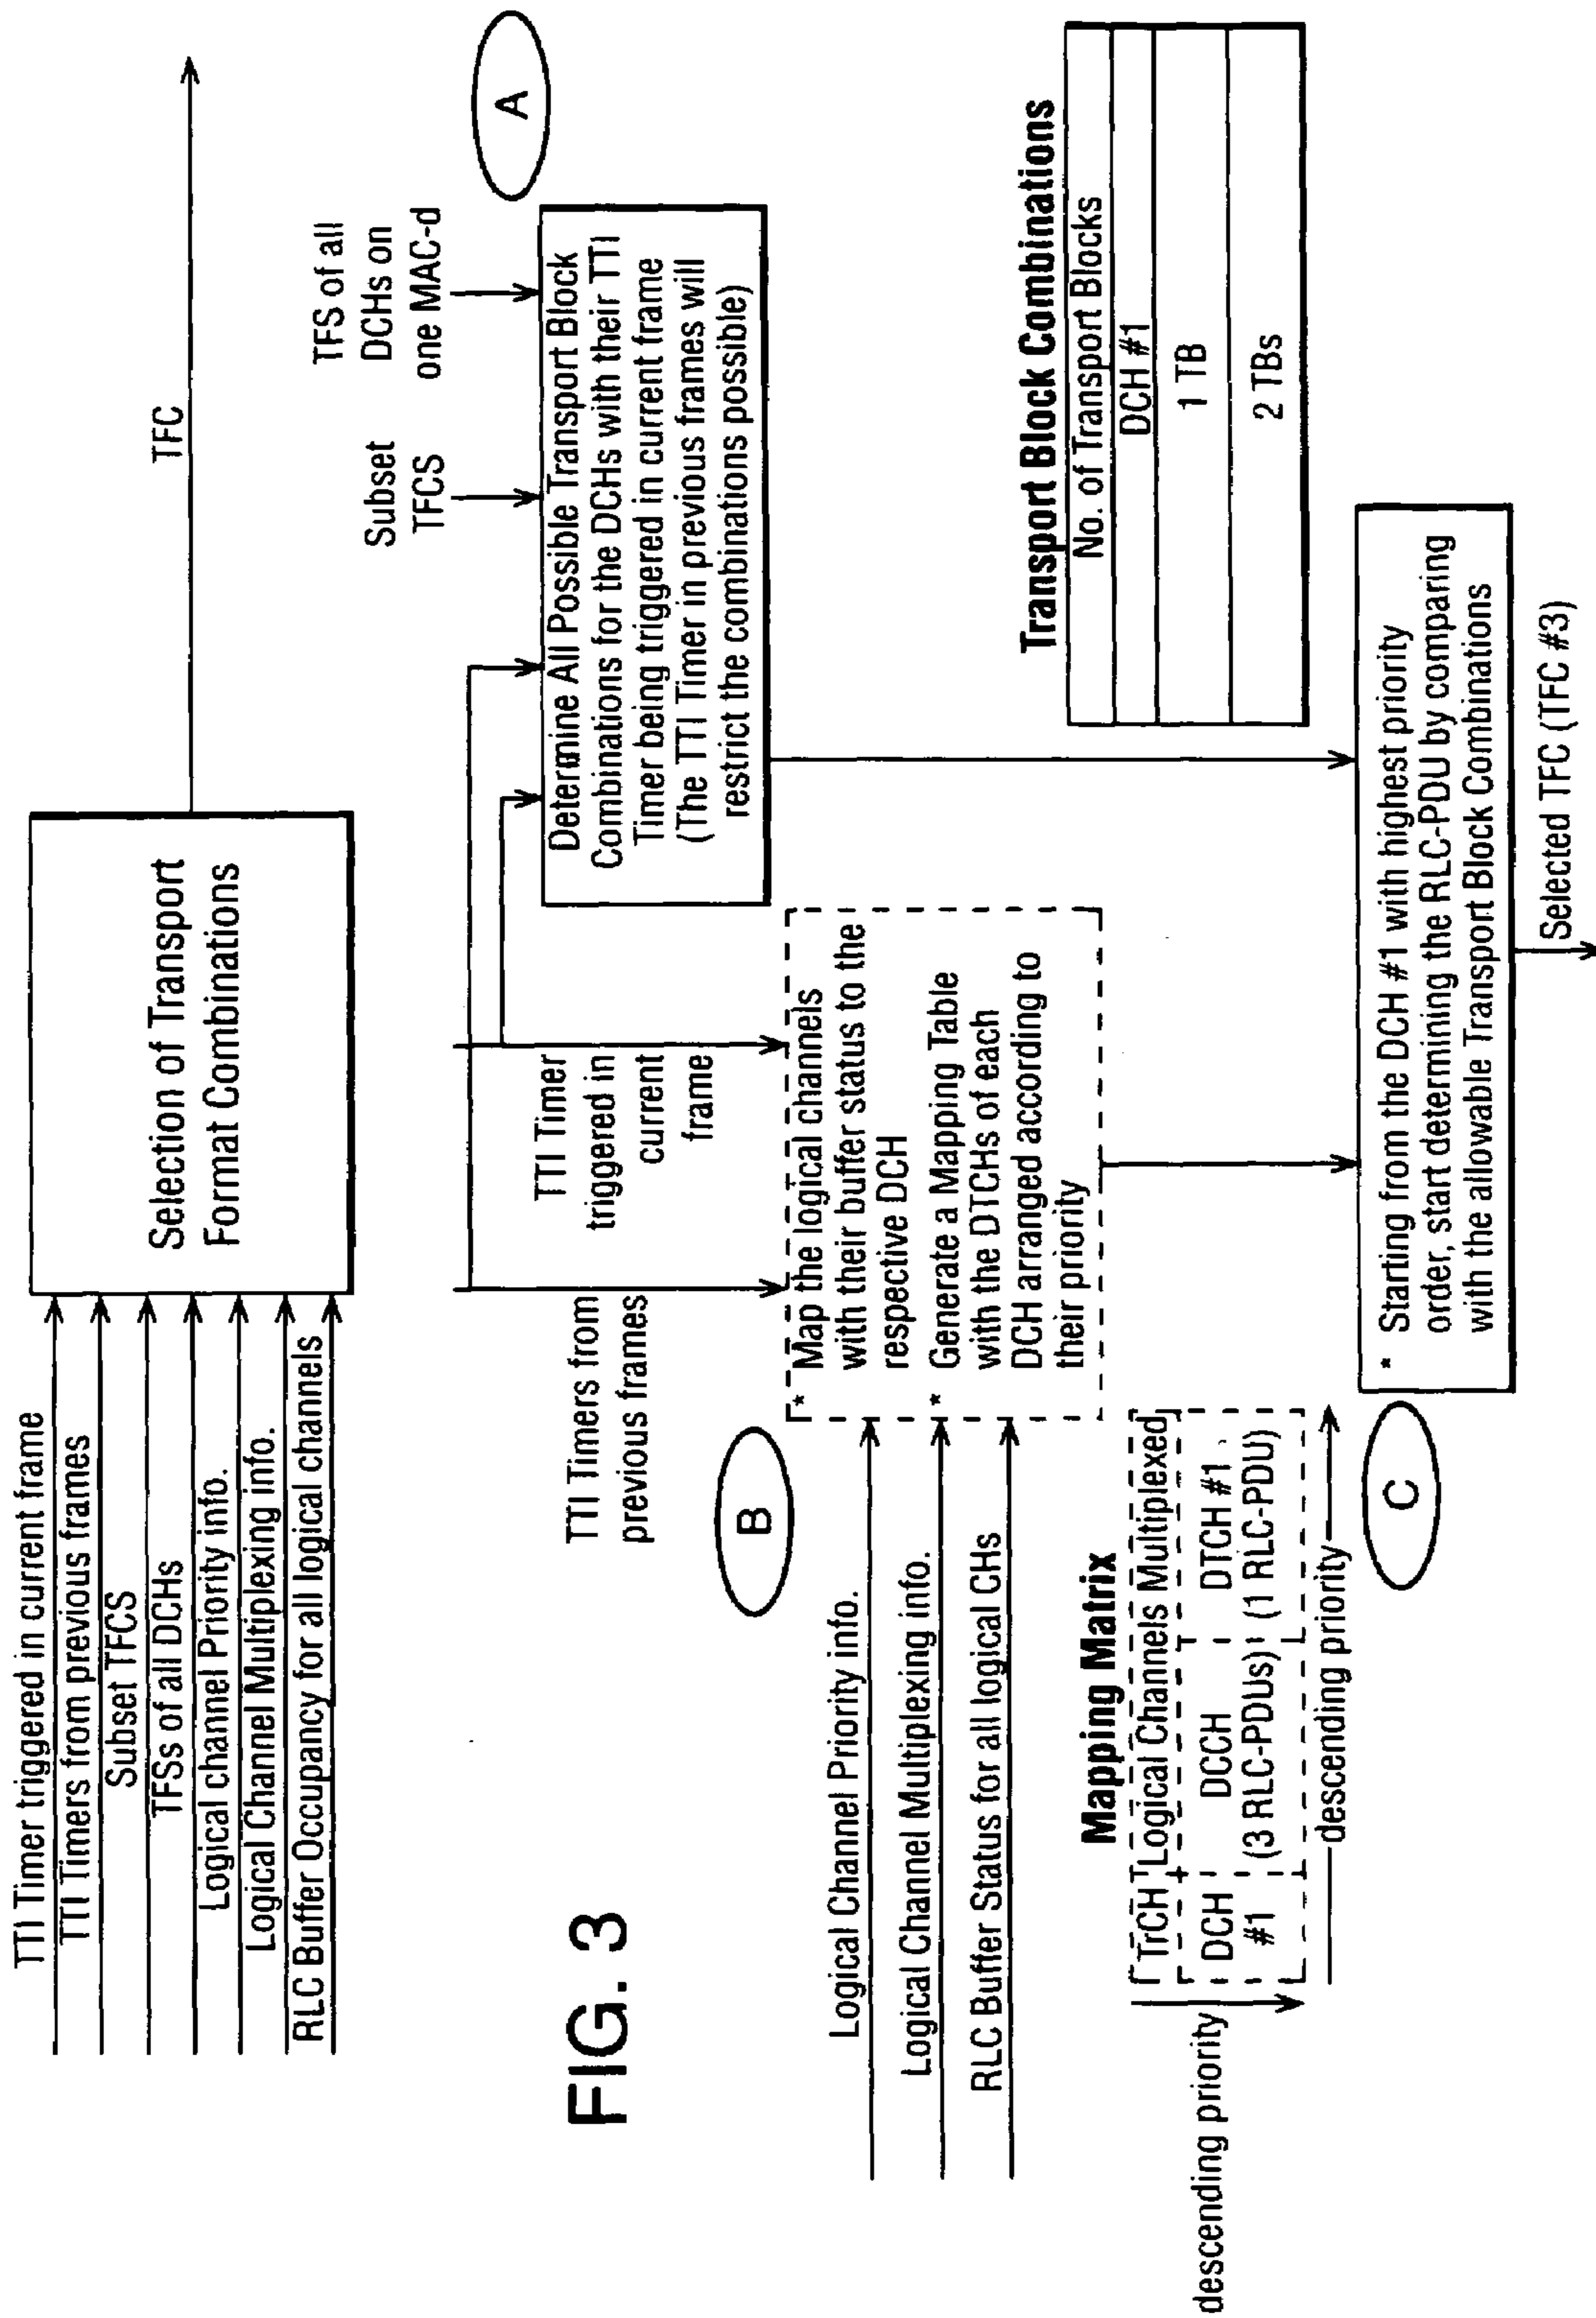 TTI Timer triggered in current frame
TTI Timers from previous frames
Subset TFCS
TFSs of all DCHs
Logical channel Priority info.
Logical Channel Multiplexing info.
RLC Buffer Occupancy for all logical channels
Selection of Transport
Format Combinations
TFC
FIG. 3
TTI Timers from
previous frames
TTI Timer
triggered in
current
frame
Subset
TFCS
TFS of all
DCHs on
one MAC-d
A
Determine All Possible Transport Block
Combinations for the DCHs with their TTI
Timer being triggered in current frame
(The TTI Timer in previous frames will
restrict the combinations possible)
B
Logical Channel Priority info.
Logical Channel Multiplexing info.
RLC Buffer Status for all logical CHs
* Map the logical channels
with their buffer status to the
respective DCH
* Generate a Mapping Table
with the DTCHs of each
DCH arranged according to
their priority
Mapping Matrix
TrCH Logical Channels Multiplexed
DCH DCCH DTCH #1
#1 (3 RLC-PDUs) (1 RLC-PDU)
descending priority
descending priority
Transport Block Combinations
No. of Transport Blocks
DCH #1
1 TB
2 TBs
C
* Starting from the DCH #1 with highest priority
order, start determining the RLC-PDU by comparing
with the allowable Transport Block Combinations
Selected TFC (TFC #3)